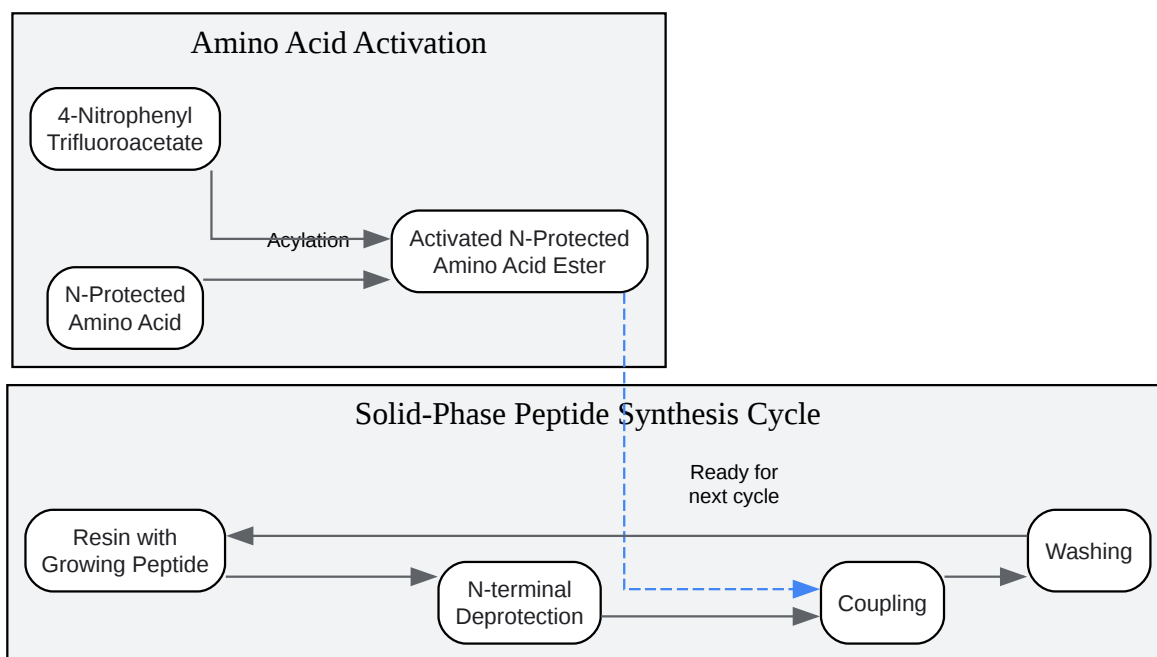 Amino Acid Activation
4-Nitrophenyl
Trifluoroacetate
Acylation
Activated N-Protected
Amino Acid Ester
N-Protected
Amino Acid
Solid-Phase Peptide Synthesis Cycle
Ready for
next cycle
Resin with
Growing Peptide
Washing
N-terminal
Deprotection
Coupling